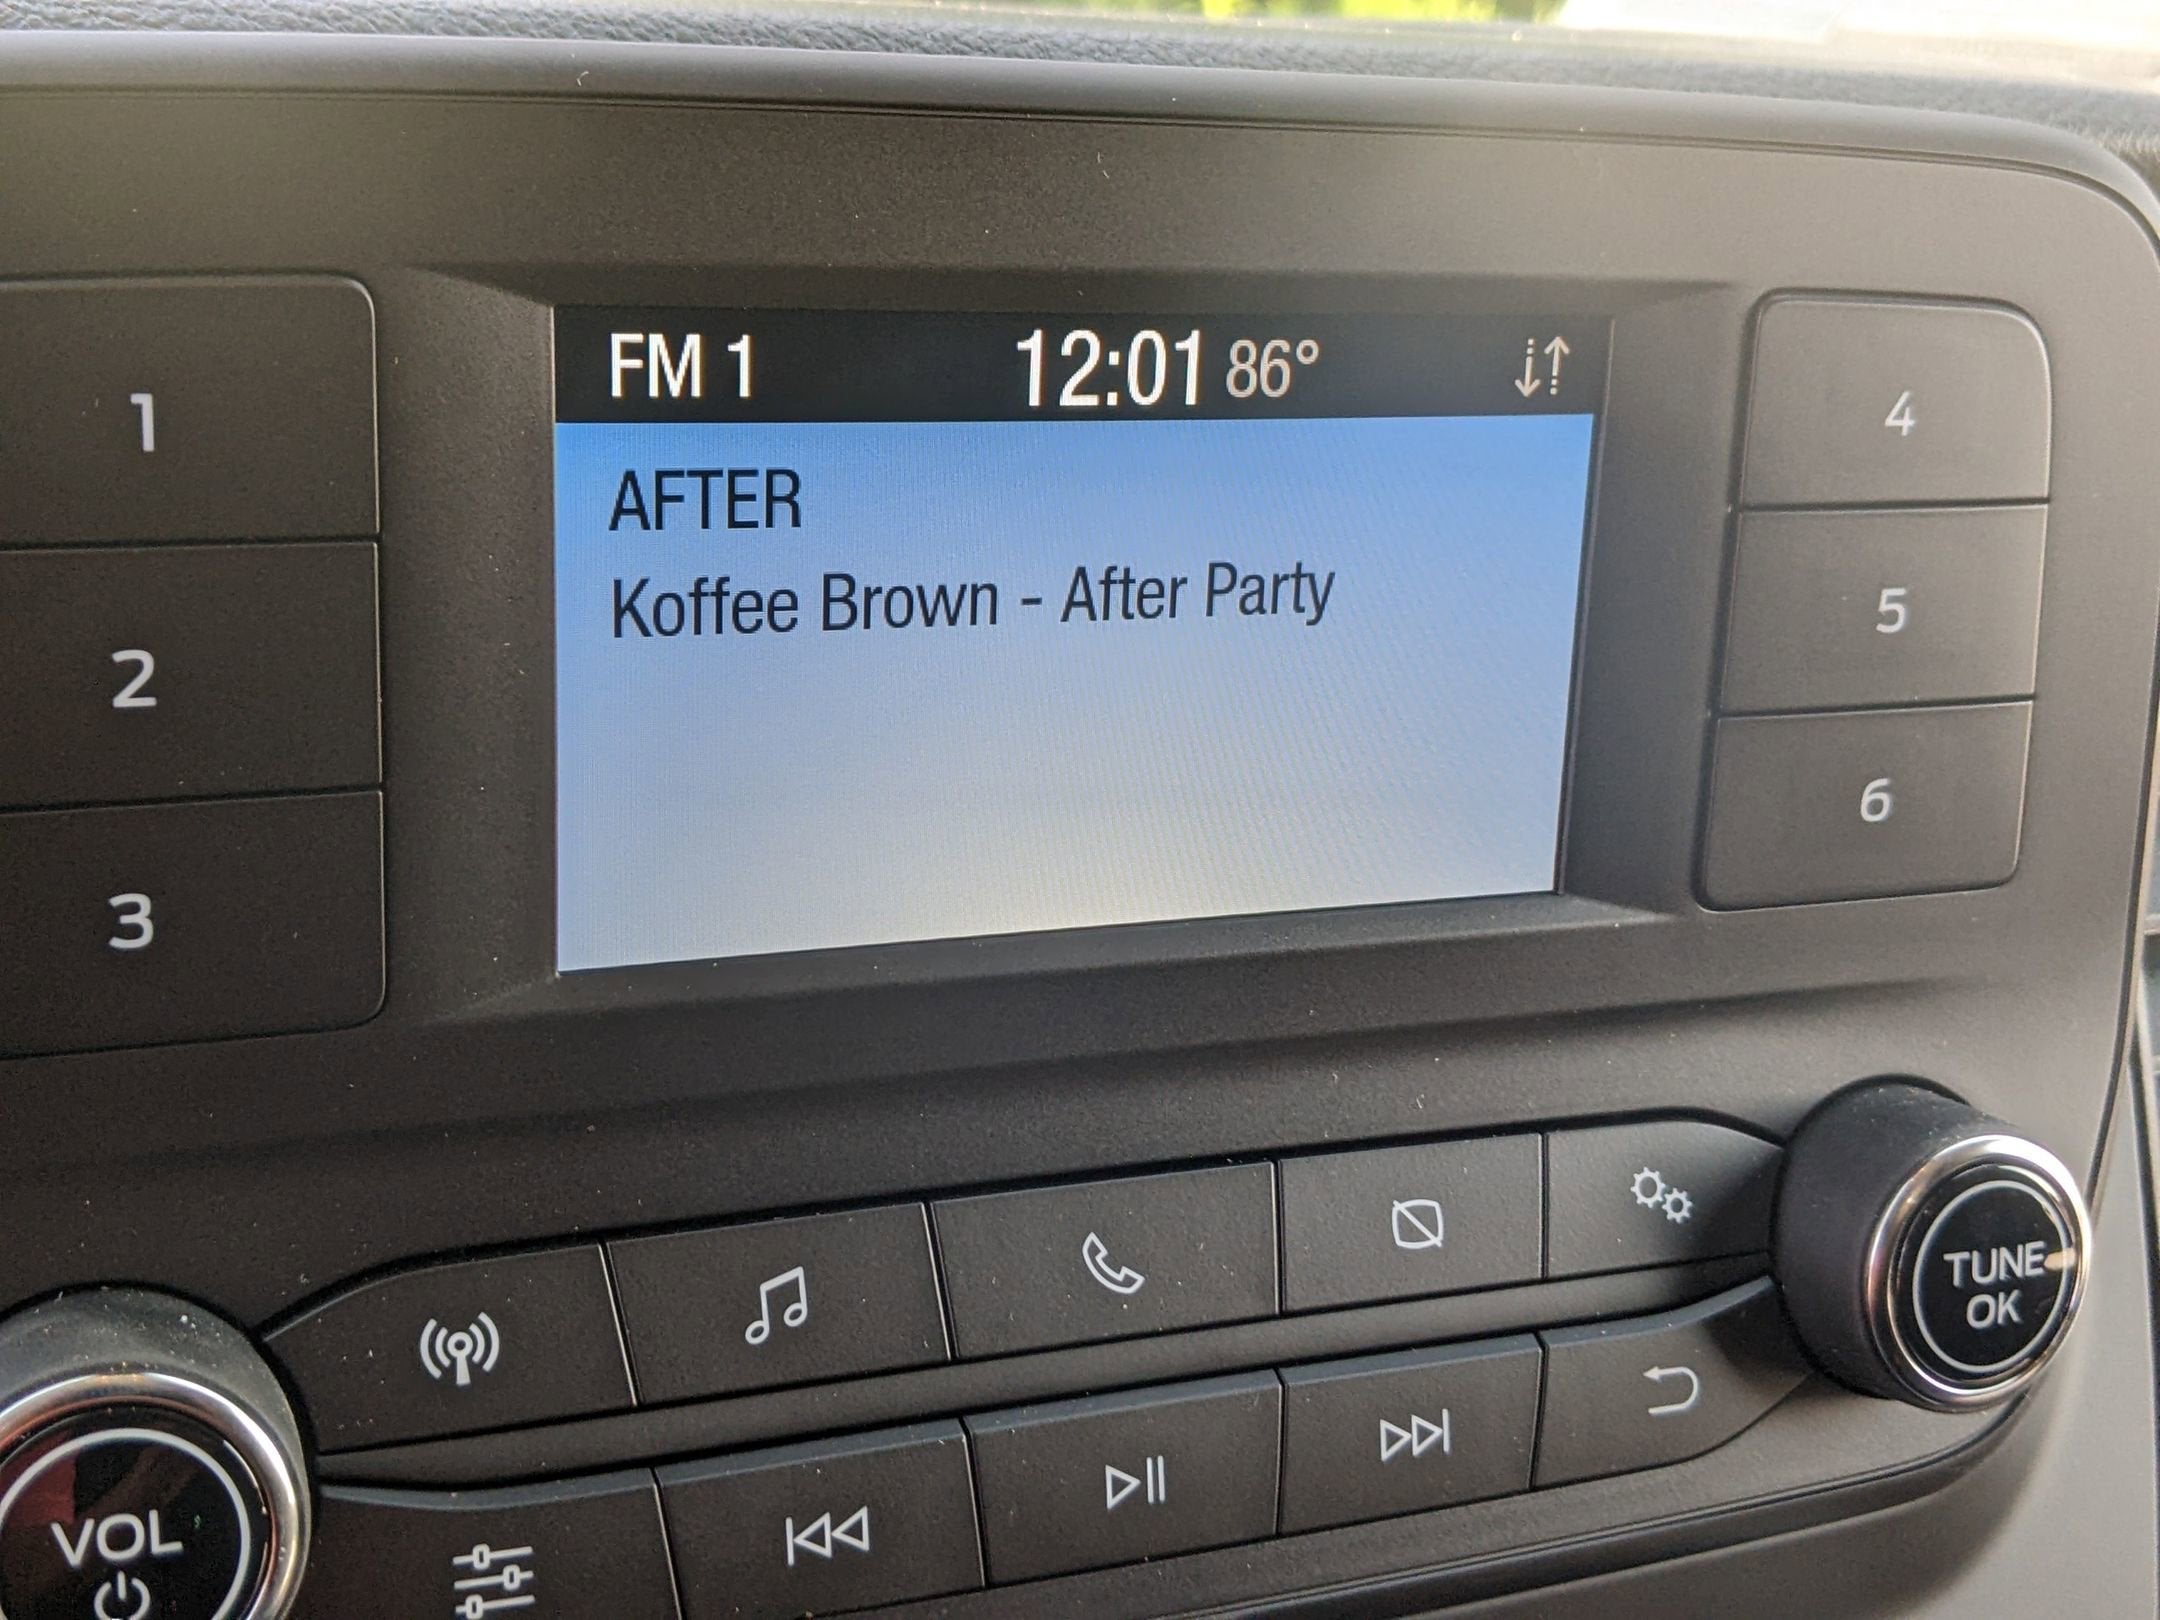 FM 1 12:01 86°
AFTER
Koffee Brown - After Party
1
2
3
4
5
6
VOL
TUNE
OK